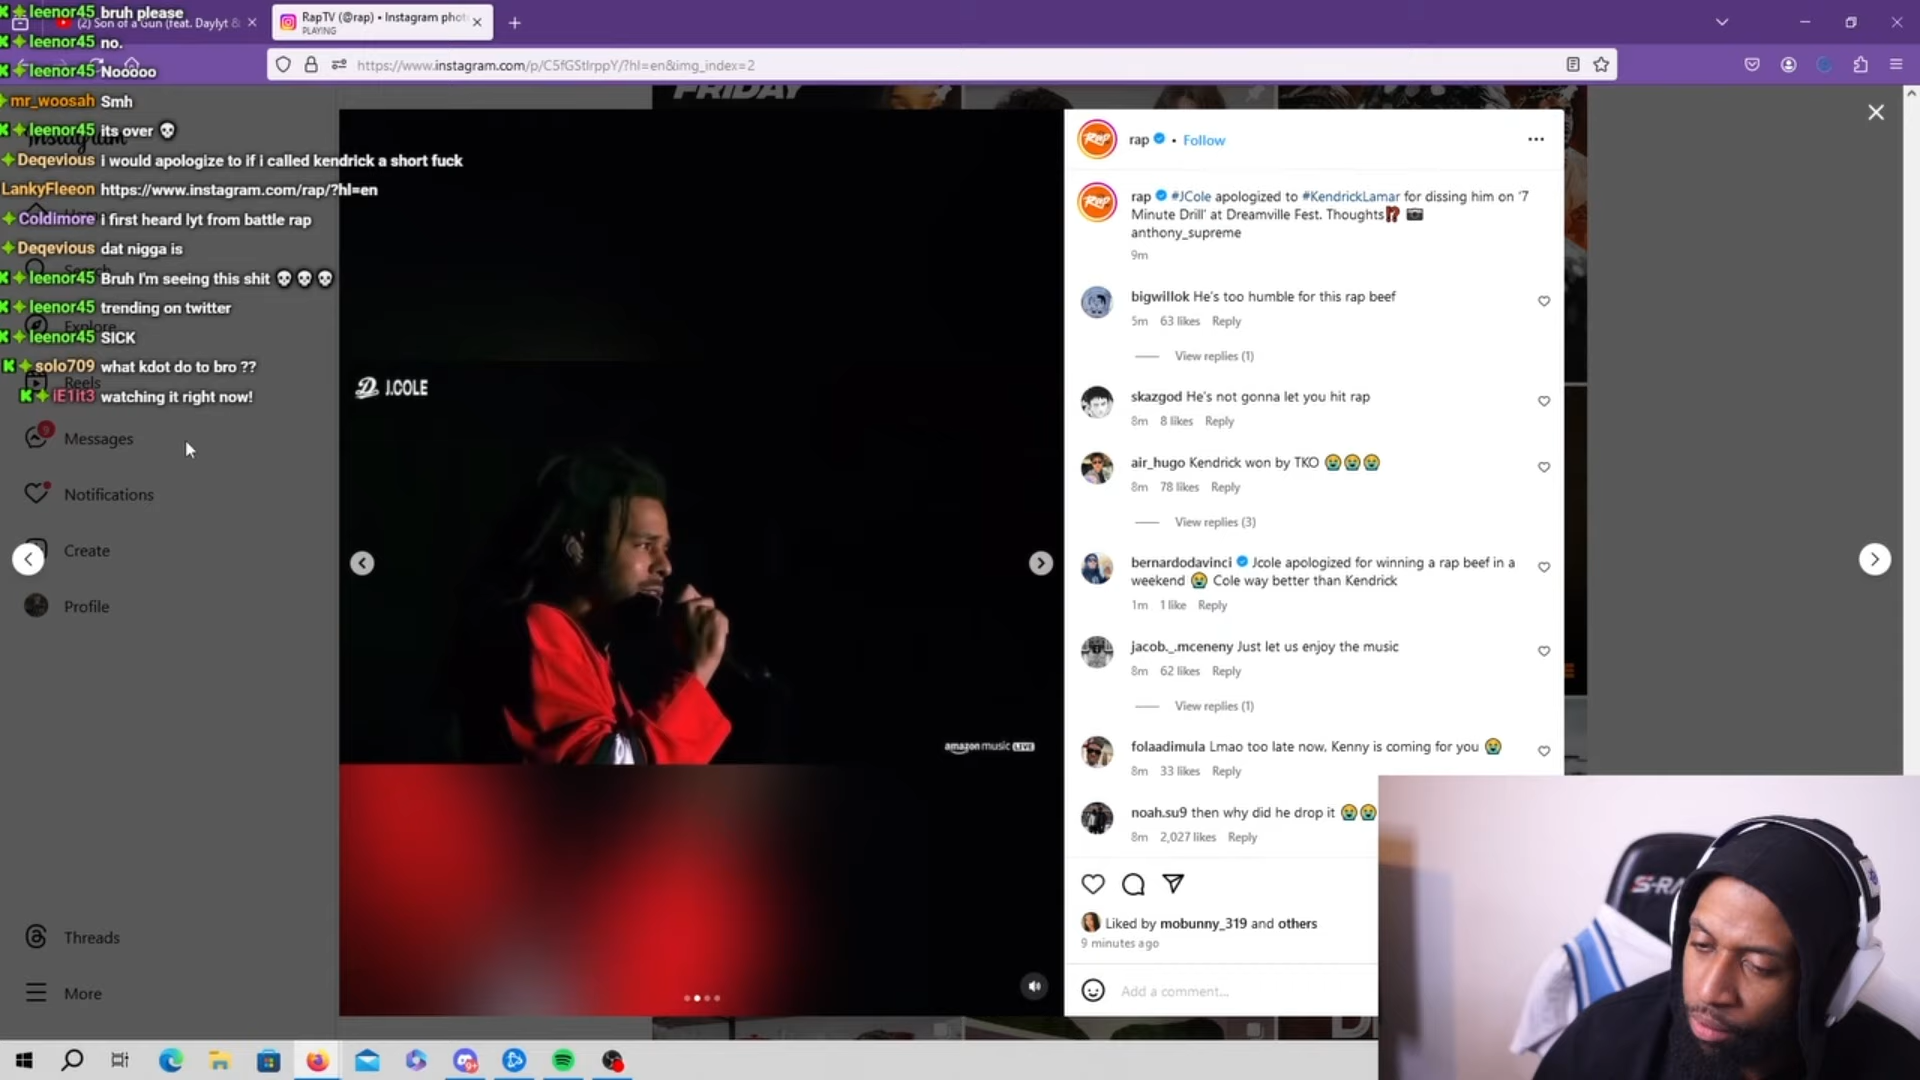 leenor45 bruh please
(2) Son of a Gun (feat. Daylyt &
leenor45 no.
leenor45 Nooooo
mr_woosah Smh
leenor45 its over 💀
Deqevious i would apologize to if i called kendrick a short fuck
LankyFleeon https://www.instagram.com/rap/?hl=en
Coldimore i first heard lyt from battle rap
Deqevious dat nigga is
leenor45 Bruh I'm seeing this shit 💀💀💀
leenor45 trending on twitter
Explore
leenor45 SICK
solo709 what kdot do to bro ??
Reels
iE1it3 watching it right now!
Messages
9
Notifications
Create
Profile
Threads
More
RapTV (@rap) • Instagram phot
PLAYING
https://www.instagram.com/p/C5fGStIrppY/?hl=en&img_index=2
FRIDAY
J.COLE
amazon music LIVE
RAP
rap • Follow
RAP
rap #JCole apologized to #KendrickLamar for dissing him on '7
Minute Drill' at Dreamville Fest. Thoughts⁉️ 📷
anthony_supreme
9m
bigwillok He's too humble for this rap beef
5m 63 likes Reply
View replies (1)
skazgod He's not gonna let you hit rap
8m 8 likes Reply
air_hugo Kendrick won by TKO 😭😭😭
8m 78 likes Reply
View replies (3)
bernardodavinci Jcole apologized for winning a rap beef in a
weekend 😭 Cole way better than Kendrick
1m 1 like Reply
jacob._.mceneny Just let us enjoy the music
8m 62 likes Reply
View replies (1)
folaadimula Lmao too late now, Kenny is coming for you 😭
8m 33 likes Reply
noah.su9 then why did he drop it 😭😭
8m 2,027 likes Reply
Liked by mobunny_319 and others
9 minutes ago
Add a comment...
S-RA
9+